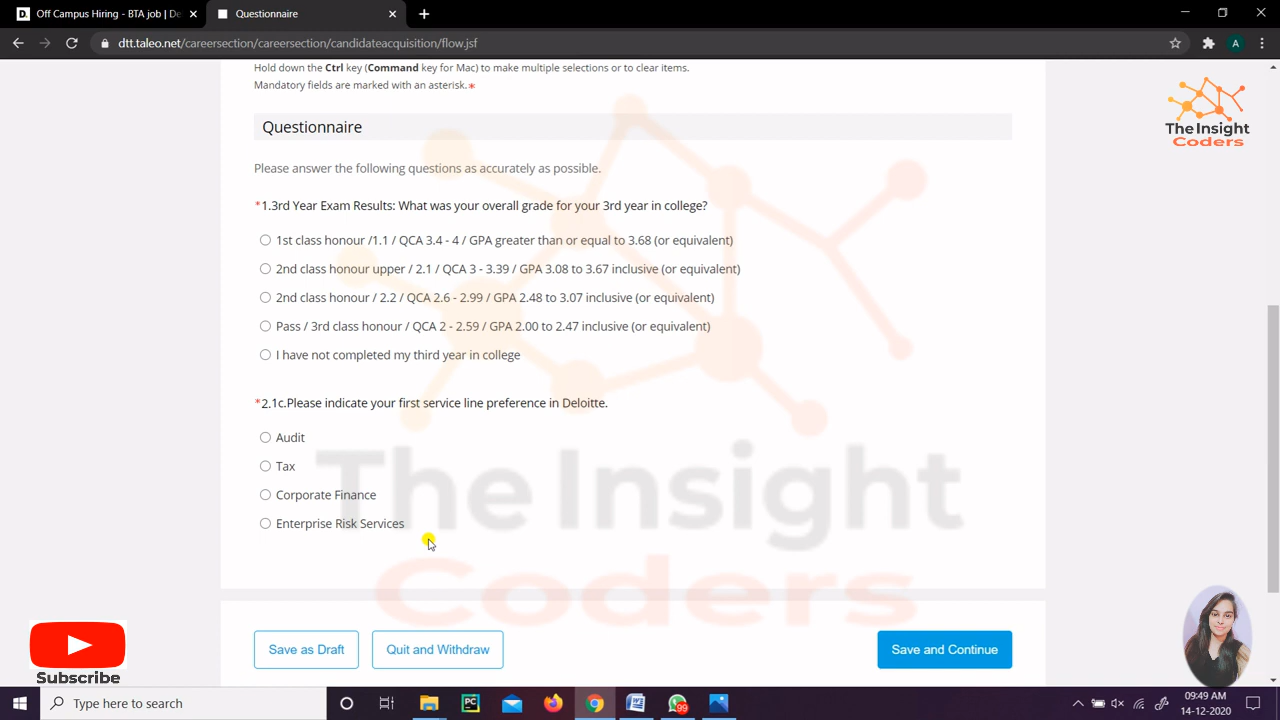 D. Off Campus Hiring - BTA job | De
Questionnaire
dtt.taleo.net/careersection/careersection/candidateacquisition/flow.jsf
A
Hold down the Ctrl key (Command key for Mac) to make multiple selections or to clear items.
Mandatory fields are marked with an asterisk.*
The Insight
Coders
Questionnaire
Please answer the following questions as accurately as possible.
*1.3rd Year Exam Results: What was your overall grade for your 3rd year in college?
1st class honour /1.1 / QCA 3.4 - 4 / GPA greater than or equal to 3.68 (or equivalent)
2nd class honour upper / 2.1 / QCA 3 - 3.39 / GPA 3.08 to 3.67 inclusive (or equivalent)
2nd class honour / 2.2 / QCA 2.6 - 2.99 / GPA 2.48 to 3.07 inclusive (or equivalent)
Pass / 3rd class honour / QCA 2 - 2.59 / GPA 2.00 to 2.47 inclusive (or equivalent)
I have not completed my third year in college
*2.1c.Please indicate your first service line preference in Deloitte.
Audit
Tax
Corporate Finance
Enterprise Risk Services
The Insight
Coders
Save as Draft
Quit and Withdraw
Save and Continue
Subscribe
Type here to search
PC
W
99
09:49 AM
14-12-2020